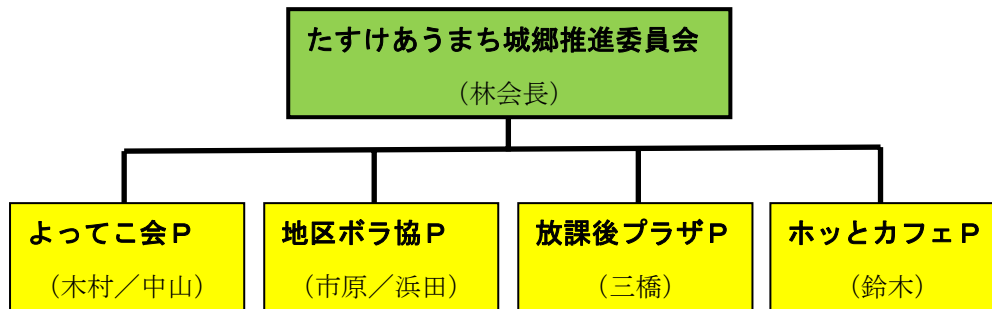 たすけあうまち城郷推進委員会
（林会長）
よってこ会Ｐ
（木村／中山）
地区ボラ協Ｐ
（市原／浜田）
放課後プラザＰ
（三橋）
ホッとカフェＰ
（鈴木）